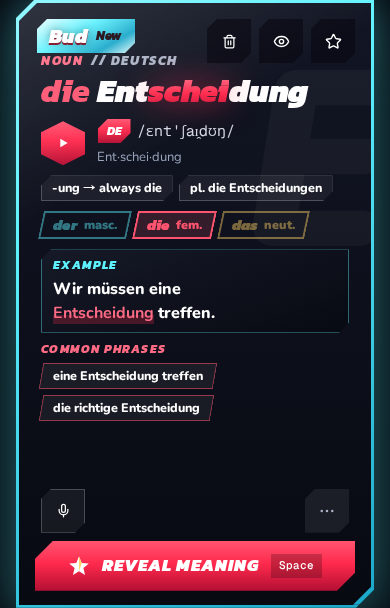 Bud New
NOUN // DEUTSCH
die Entscheidung
DE /ɛntˈʃaɪ̯dʊŋ/
Ent·schei·dung
-ung → always die
pl. die Entscheidungen
der masc. die fem. das neut.
EXAMPLE
Wir müssen eine
Entscheidung treffen.
COMMON PHRASES
eine Entscheidung treffen
die richtige Entscheidung
REVEAL MEANING Space